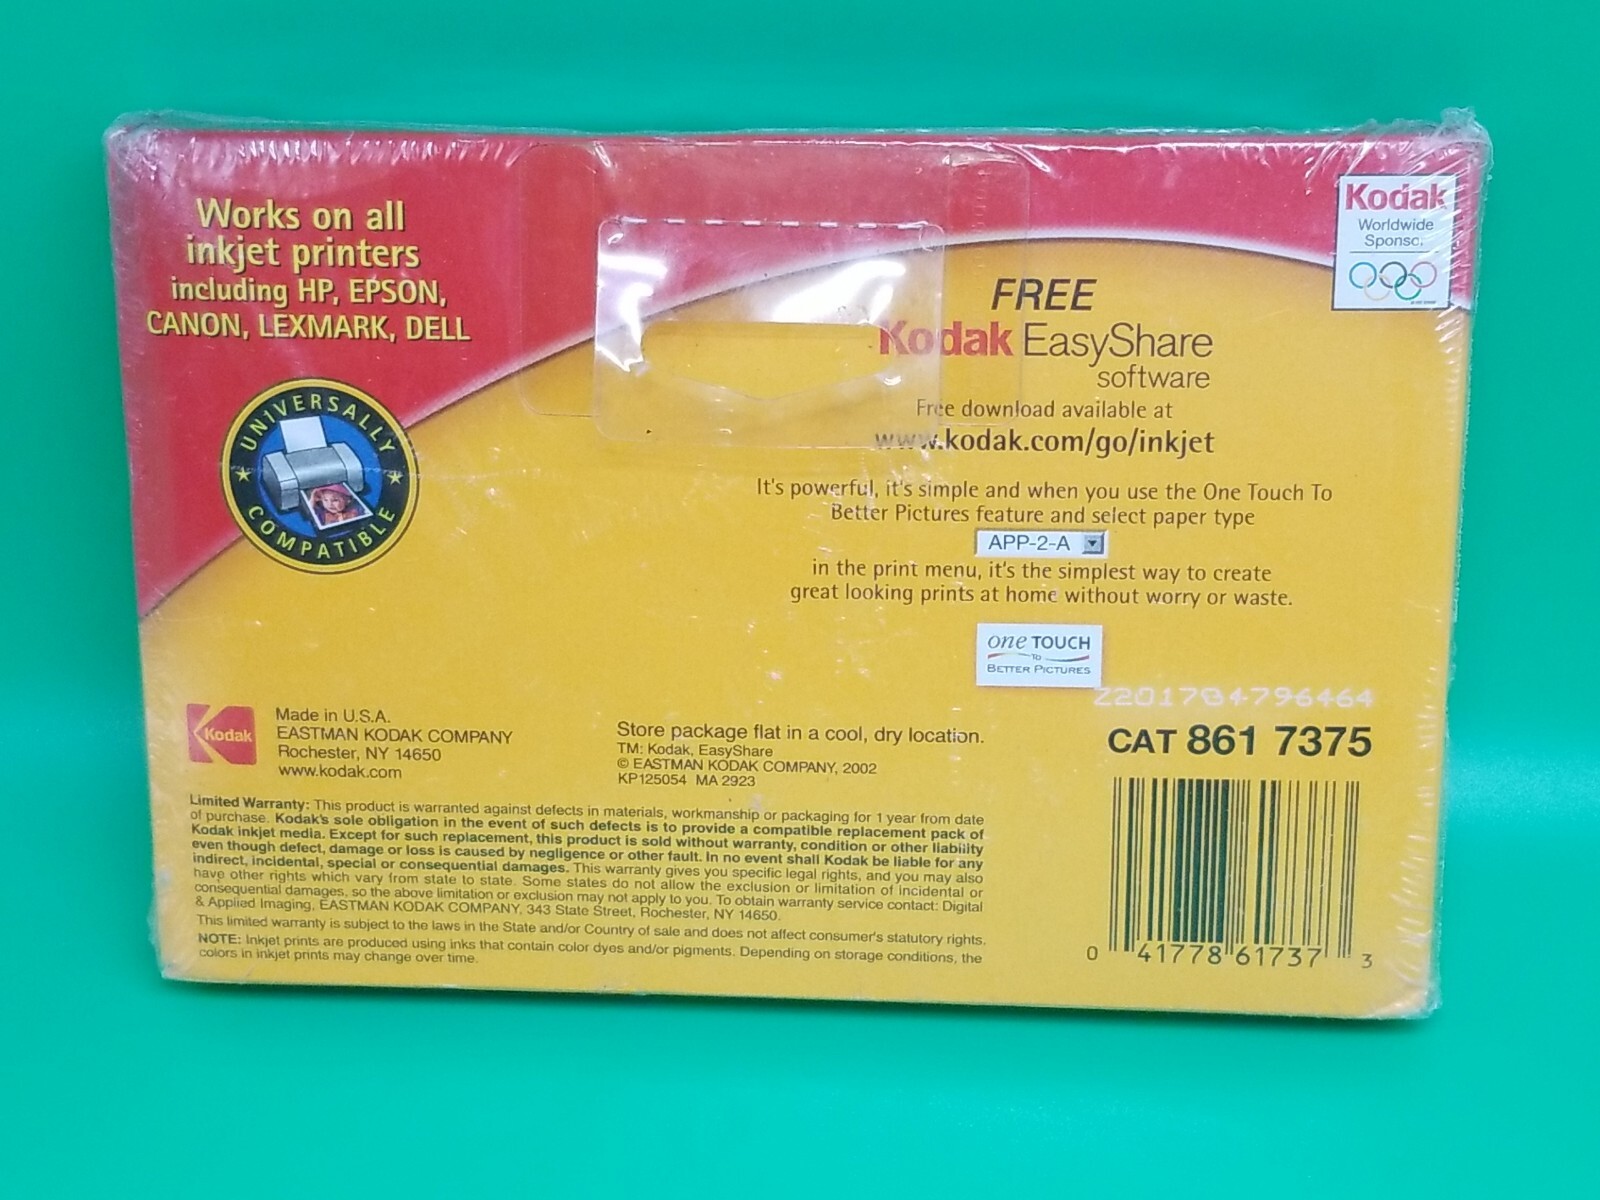 Works on all
inkjet printers
including HP, EPSON,
CANON, LEXMARK, DELL
UNIVERSALLY
COMPATIBLE
Kodak
Worldwide
Sponsor
FREE
Kodak EasyShare
software
Free download available at
www.kodak.com/go/inkjet
It's powerful, it's simple and when you use the One Touch To
Better Pictures feature and select paper type
APP-2-A
in the print menu, it's the simplest way to create
great looking prints at home without worry or waste.
one TOUCH
To
BETTER PICTURES
Z201784796464
CAT 861 7375
Kodak
Made in U.S.A.
EASTMAN KODAK COMPANY
Rochester, NY 14650
www.kodak.com
Store package flat in a cool, dry location.
TM: Kodak, EasyShare
© EASTMAN KODAK COMPANY, 2002
KP125054 MA 2923
Limited Warranty: This product is warranted against defects in materials, workmanship or packaging for 1 year from date
of purchase. Kodak's sole obligation in the event of such defects is to provide a compatible replacement pack of
Kodak inkjet media. Except for such replacement, this product is sold without warranty, condition or other liability
even though defect, damage or loss is caused by negligence or other fault. In no event shall Kodak be liable for any
indirect, incidental, special or consequential damages. This warranty gives you specific legal rights, and you may also
have other rights which vary from state to state. Some states do not allow the exclusion or limitation of incidental or
consequential damages, so the above limitation or exclusion may not apply to you. To obtain warranty service contact: Digital
& Applied Imaging, EASTMAN KODAK COMPANY, 343 State Street, Rochester, NY 14650.
This limited warranty is subject to the laws in the State and/or Country of sale and does not affect consumer's statutory rights.
NOTE: Inkjet prints are produced using inks that contain color dyes and/or pigments. Depending on storage conditions, the
colors in inkjet prints may change over time.
0 41778 61737 3